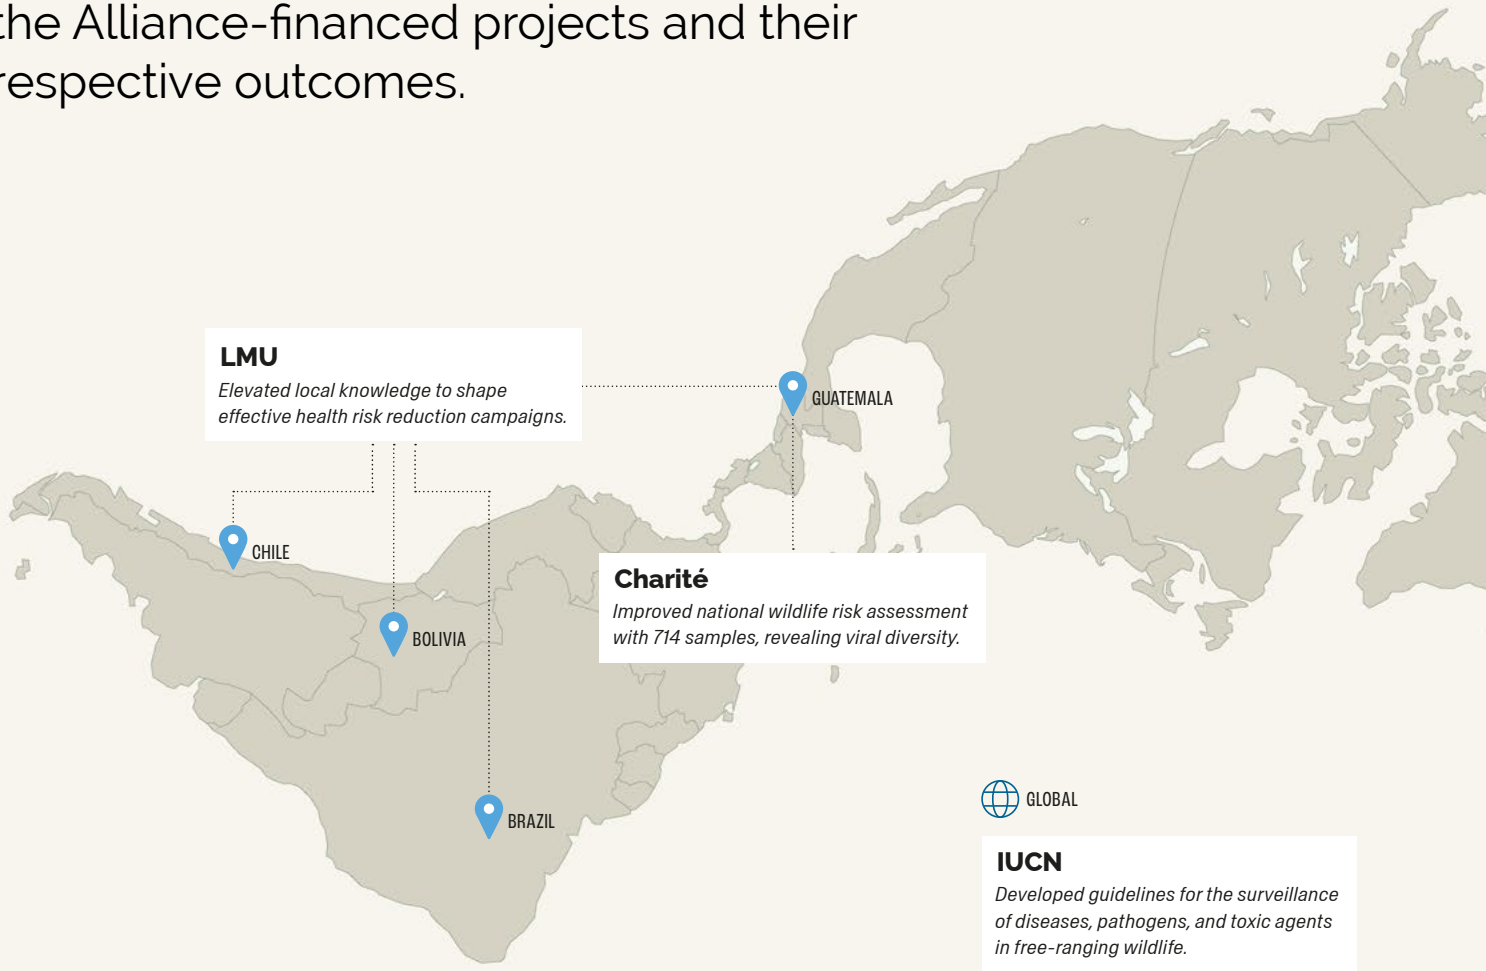 the Alliance-financed projects and their
respective outcomes.
LMU
Elevated local knowledge to shape
effective health risk reduction campaigns.
GUATEMALA
CHILE
Charité
Improved national wildlife risk assessment
with 714 samples, revealing viral diversity.
BOLIVIA
BRAZIL
GLOBAL
IUCN
Developed guidelines for the surveillance
of diseases, pathogens, and toxic agents
in free-ranging wildlife.